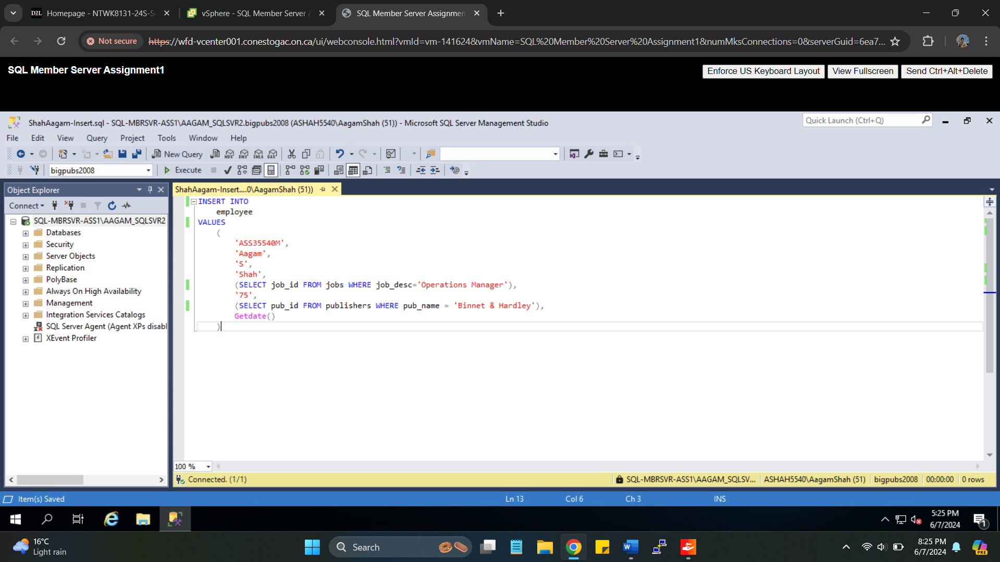 D2L Homepage - NTWK8131-24S-Se
vSphere - SQL Member Server A
SQL Member Server Assignmen
Not secure
https://wfd-vcenter001.conestogac.on.ca/ui/webconsole.html?vmId=vm-141624&vmName=SQL%20Member%20Server%20Assignment1&numMksConnections=0&serverGuid=6ea7...
SQL Member Server Assignment1
Enforce US Keyboard Layout
View Fullscreen
Send Ctrl+Alt+Delete
ShahAagam-Insert.sql - SQL-MBRSVR-ASS1\AAGAM_SQLSVR2.bigpubs2008 (ASHAH5540\AagamShah (51)) - Microsoft SQL Server Management Studio
Quick Launch (Ctrl+Q)
File Edit View Query Project Tools Window Help
New Query MDX DMX XMLA DAX
bigpubs2008 Execute
Object Explorer
Connect
SQL-MBRSVR-ASS1\AAGAM_SQLSVR2
Databases
Security
Server Objects
Replication
PolyBase
Always On High Availability
Management
Integration Services Catalogs
SQL Server Agent (Agent XPs disabl
XEvent Profiler
ShahAagam-Insert....0\AagamShah (51))
INSERT INTO
employee
VALUES
(
'ASS35540M',
'Aagam',
'S',
'Shah',
(SELECT job_id FROM jobs WHERE job_desc='Operations Manager'),
'75',
(SELECT pub_id FROM publishers WHERE pub_name = 'Binnet & Hardley'),
Getdate()
)
100 %
Connected. (1/1)
SQL-MBRSVR-ASS1\AAGAM_SQLSV... ASHAH5540\AagamShah (51) bigpubs2008 00:00:00 0 rows
Item(s) Saved
Ln 13 Col 6 Ch 3 INS
5:25 PM
6/7/2024
1
16°C
Light rain
Search
8:25 PM
6/7/2024
PRE